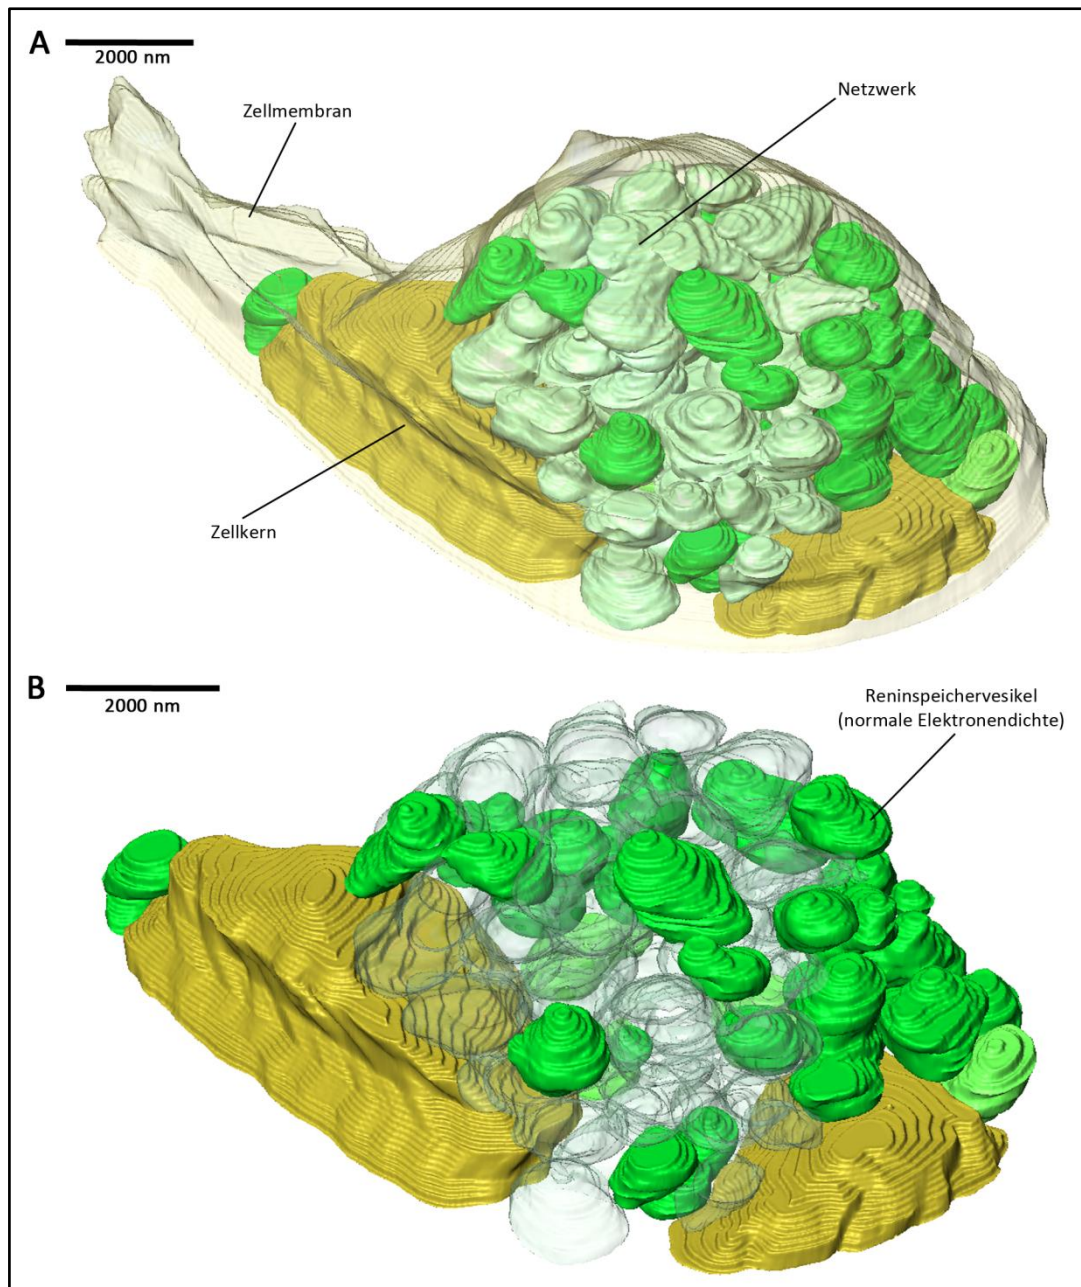 A
2000 nm
Zellmembran
Netzwerk
Zellkern
B
2000 nm
Reninspeichervesikel
(normale Elektronendichte)